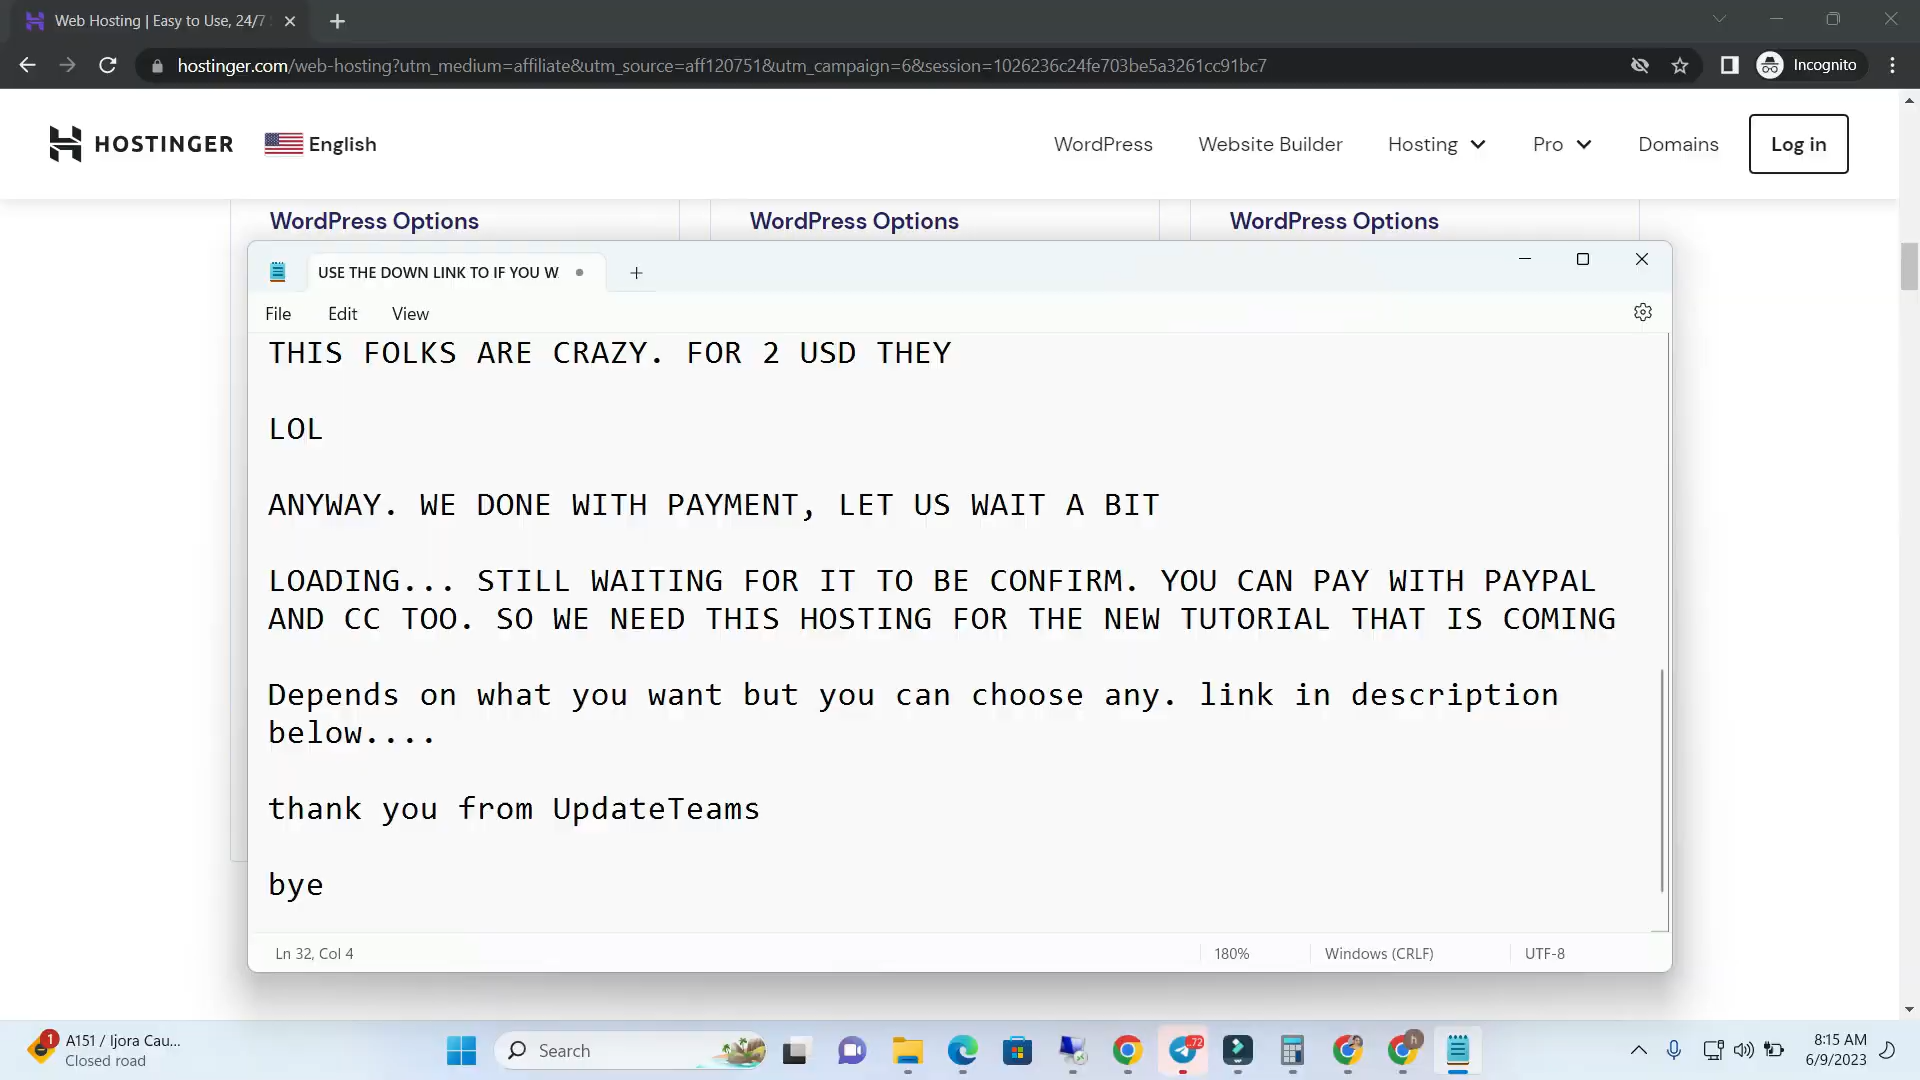 Web Hosting | Easy to Use, 24/7
hostinger.com/web-hosting?utm_medium=affiliate&utm_source=aff120751&utm_campaign=6&session=1026236c24fe703be5a3261cc91bc7
Incognito
HOSTINGER
English
WordPress
Website Builder
Hosting
Pro
Domains
Log in
WordPress Options
WordPress Options
WordPress Options
USE THE DOWN LINK TO IF YOU W
File
Edit
View
THIS FOLKS ARE CRAZY. FOR 2 USD THEY
LOL
ANYWAY. WE DONE WITH PAYMENT, LET US WAIT A BIT
LOADING... STILL WAITING FOR IT TO BE CONFIRM. YOU CAN PAY WITH PAYPAL
AND CC TOO. SO WE NEED THIS HOSTING FOR THE NEW TUTORIAL THAT IS COMING
Depends on what you want but you can choose any. link in description
below....
thank you from UpdateTeams
bye
Ln 32, Col 4
180%
Windows (CRLF)
UTF-8
1
A151 / Ijora Cau...
Closed road
Search
72
h
8:15 AM
6/9/2023